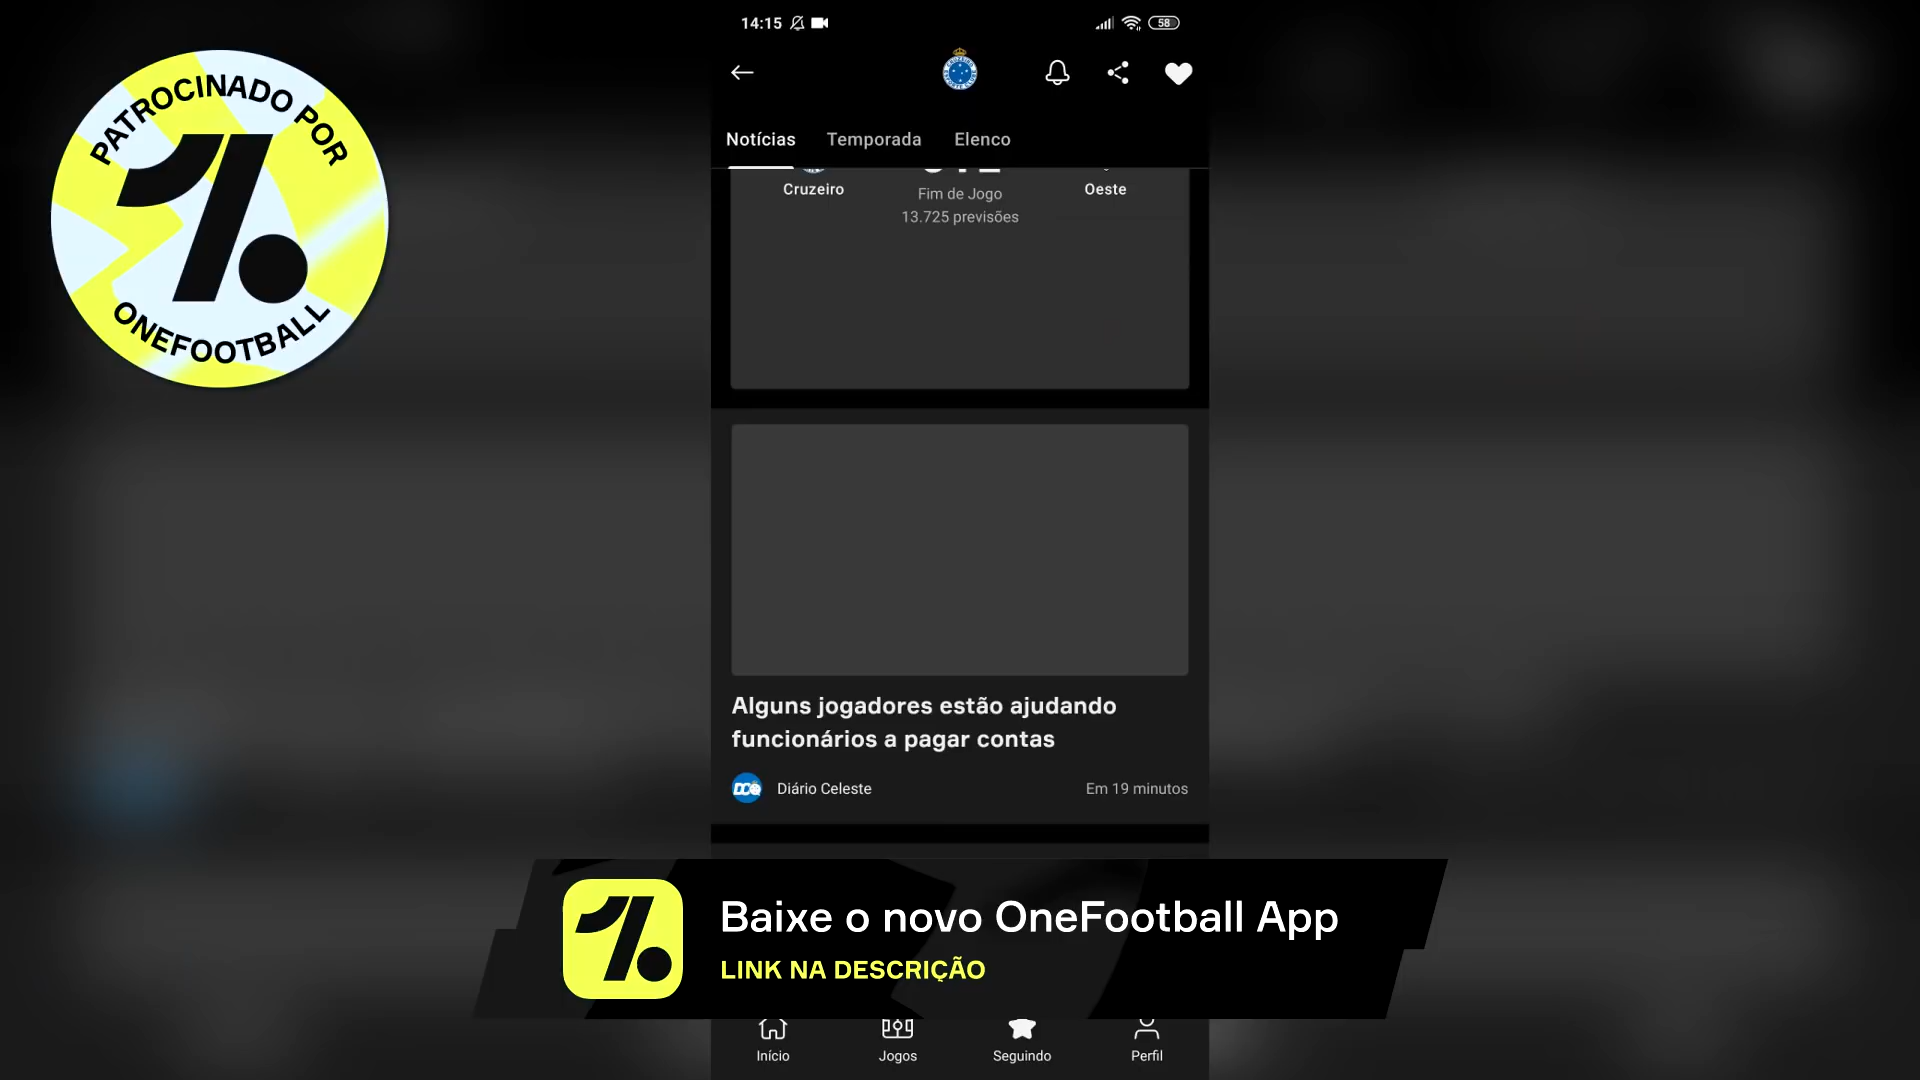 14:15
58
PATROCINADO POR
ONEFOOTBALL
Notícias Temporada Elenco
Cruzeiro
Oeste
Fim de Jogo
13.725 previsões
Alguns jogadores estão ajudando
funcionários a pagar contas
Diário Celeste
Em 19 minutos
Baixe o novo OneFootball App
LINK NA DESCRIÇÃO
Início Jogos Seguindo Perfil